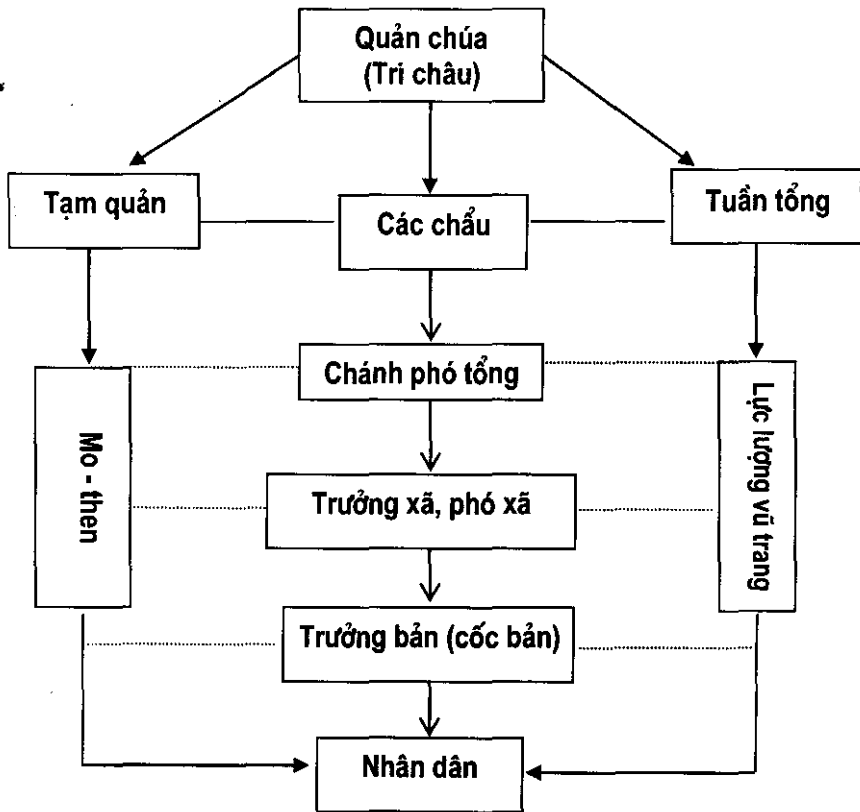 Quản chúa
(Tri châu)
Tạm quản
Các chẩu
Tuần tổng
Chánh phó tổng
Mo - then
Lực lượng vũ trang
Trưởng xã, phó xã
Trưởng bản (cốc bản)
Nhân dân